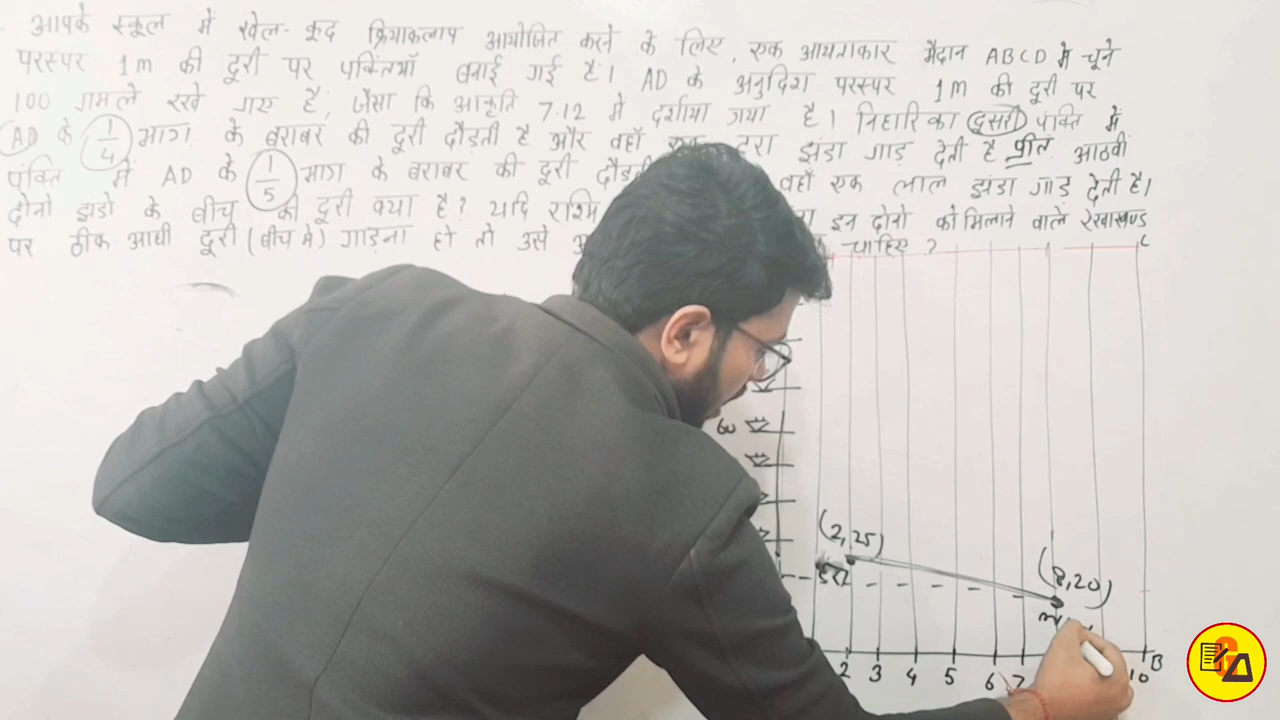 आपके स्कूल में खेल-कूद क्रियाकलाप आयोजित करने के लिए, एक आयताकार मैदान ABCD मे चूने
परस्पर 1m की दूरी पर पक्तियाँ बनाई गई है। AD के अनुदिश परस्पर 1m की दूरी पर
100 गमले रखे गए है, जैसा कि आकृति 7.12 में दर्शाया गया है। निहारिका दूसरी पंक्ति में
AD के 1/4 भाग के बराबर की दूरी दौड़ती है और वहाँ एक हरा झंडा गाड़ देती है प्रीत आठवी
पंक्ति में AD के 1/5 भाग के बराबर की दूरी वहाँ एक लाल झंडा गाड़ देती है।
दोनो झंडो के बीच की दूरी क्या है? यदि रश्मि इन दोनो को मिलाने वाले रेखाखण्ड
पर ठीक आधी दूरी (बीच मे) गाड़ना हो तो उसे चाहिए ?
C
60
(2,25)
(8,20)
हरा
2 3 4 5 6 7 10 B